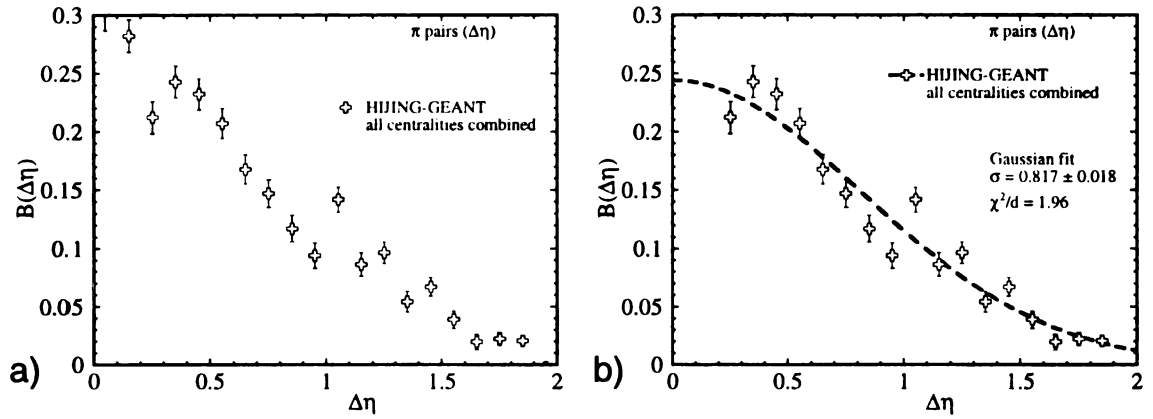 0.3
0.25
0.2
0.15
0.1
0.05
0
B(Δη)
π pairs (Δη)
HIJING-GEANT
all centralities combined
0
0.5
1
1.5
2
Δη
a)
0.3
0.25
0.2
0.15
0.1
0.05
0
B(Δη)
π pairs (Δη)
HIJING-GEANT
all centralities combined
Gaussian fit
σ = 0.817 ± 0.018
χ²/d = 1.96
0
0.5
1
1.5
2
Δη
b)